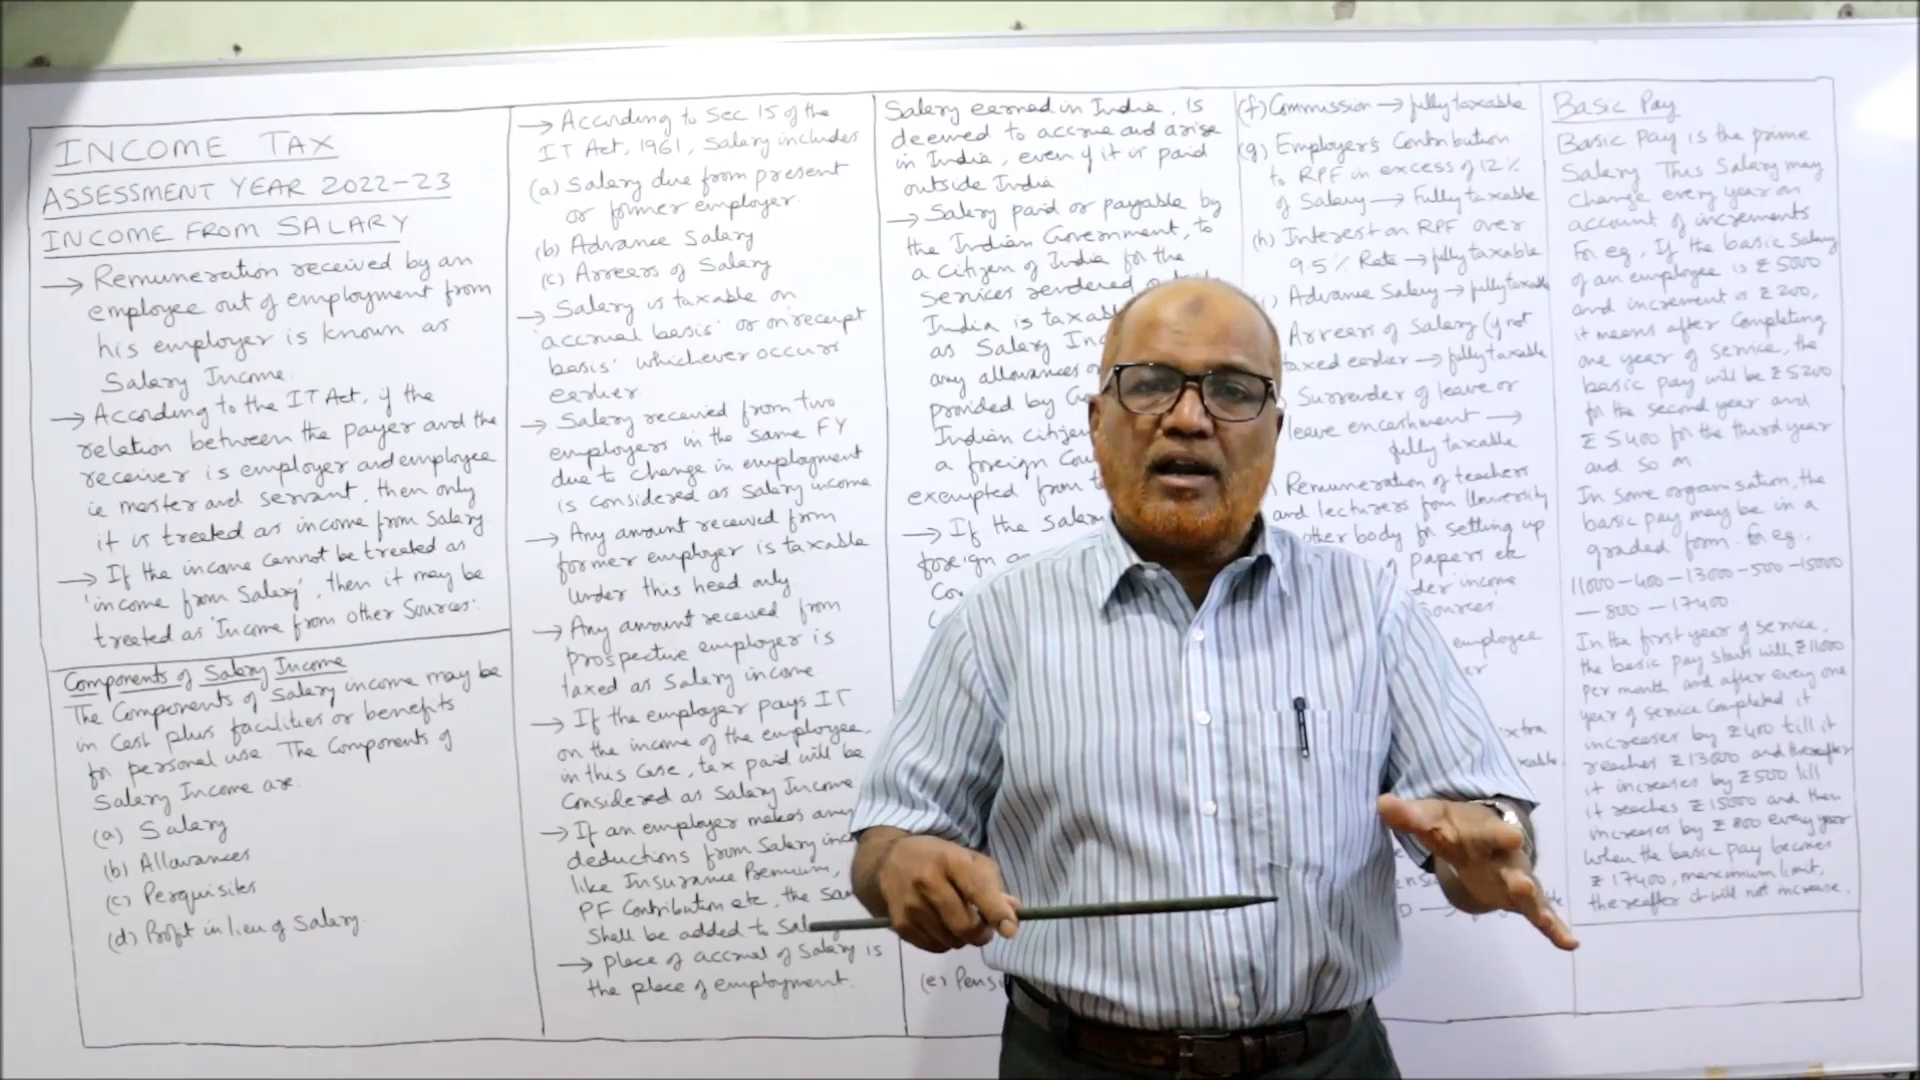 INCOME TAX
ASSESSMENT YEAR 2022-23
INCOME FROM SALARY
→ Remuneration received by an
employee out of employment from
his employer is known as
Salary Income.
→ According to the IT Act, if the
relation between the payer and the
receiver is employer and employee
ie master and servant, then only
it is treated as income from Salary
→ If the income cannot be treated as
'income from Salary', then it may be
treated as 'Income from other Sources'.
Components of Salary Income
The Components of Salary income may be
in Cash plus facilities or benefits
for personal use The Components of
Salary Income are.
(a) Salary
(b) Allowances
(c) Perquisites
(d) Profit in lieu of Salary.
→ According to Sec 15 of the
IT Act, 1961, Salary includes
(a) Salary due from present
or former employer.
(b) Advance Salary
(c) Arrears of Salary
→ Salary is taxable on
'accrual basis' or on 'receipt
basis' whichever occurs
earlier.
→ Salary received from two
employers in the same FY
due to change in employment
is considered as Salary income
→ Any amount received from
former employer is taxable
under this head only
→ Any amount received from
prospective employer is
taxed as Salary income
→ If the employer pays IT
on the income of the employee,
in this Case, tax paid will be
Considered as Salary Income
→ If an employer makes any
deductions from Salary
like Insurance Premium,
PF Contribution etc, the
Shall be added to
→ place of accrual of Salary is
the place of employment.
Salary earned in India, is
deemed to accrue and arise
in India, even if it is paid
outside India
→ Salary paid or payable by
the Indian Government, to
a Citizen of India for the
Services rendered
India is
as Salary
any allowances
provided by
Indian
a foreign
exempted from
→ If the Salary
foreign
(e)
(f) Commission → fully taxable
(g) Employer's Contribution
to RPF in excess of 12%
of Salary → Fully taxable
(h) Interest on RPF over
9.5% Rate → fully taxable
Advance Salary → fully taxable
Arrears of Salary (if not
taxed earlier → fully taxable
Surrender of leave or
leave encashment →
fully taxable
Remuneration of teachers
and lecturers from University
other body for setting up
papers etc
income
Sources'
employee
Basic Pay
Basic Pay is the prime
Salary This Salary may
change every year on
account of increments
For eg, If the basic Salary
of an employee is ₹5000
and increment is ₹200,
it means after Completing
one year of Service, the
basic pay will be ₹5200
for the second year and
₹5400 for the third year
and so on.
In Some organisation, the
basic pay may be in a
graded form. For eg.,
11000-400-13000-500-15000
-800-17400
In the first year of service,
the basic pay starts with ₹11000
per month and after every one
year of service Completed it
increases by ₹400 till it
reaches ₹13000 and thereafter
it increases by ₹500 till
it reaches ₹15000 and then
increases by ₹800 every year
When the basic pay becomes
₹17400, maximum limit,
thereafter it will not increase.